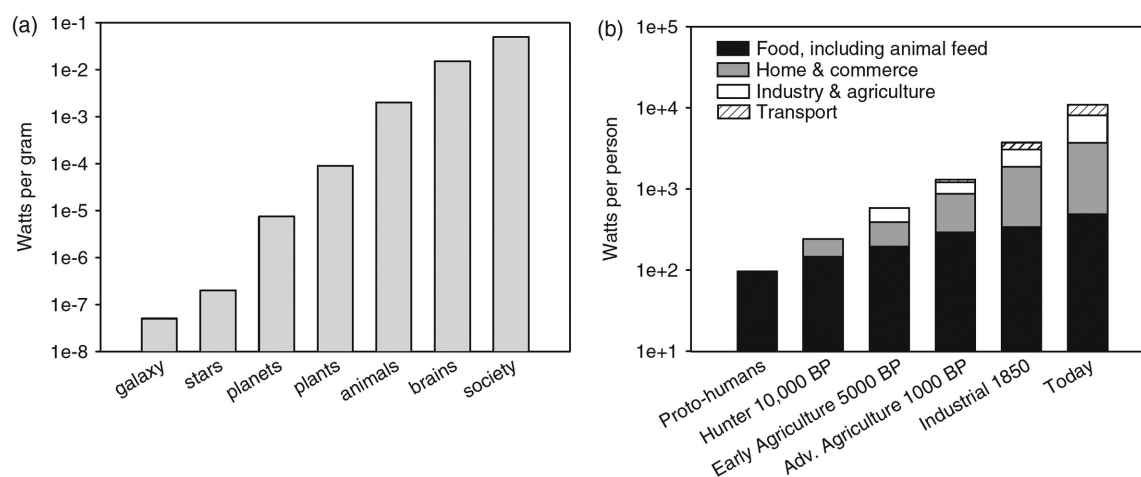 (a)
Watts per gram
1e-1
1e-2
1e-3
1e-4
1e-5
1e-6
1e-7
1e-8
galaxy
stars
planets
plants
animals
brains
society
(b)
Watts per person
1e+5
1e+4
1e+3
1e+2
1e+1
Food, including animal feed
Home & commerce
Industry & agriculture
Transport
Proto-humans
Hunter 10,000 BP
Early Agriculture 5000 BP
Adv. Agriculture 1000 BP
Industrial 1850
Today